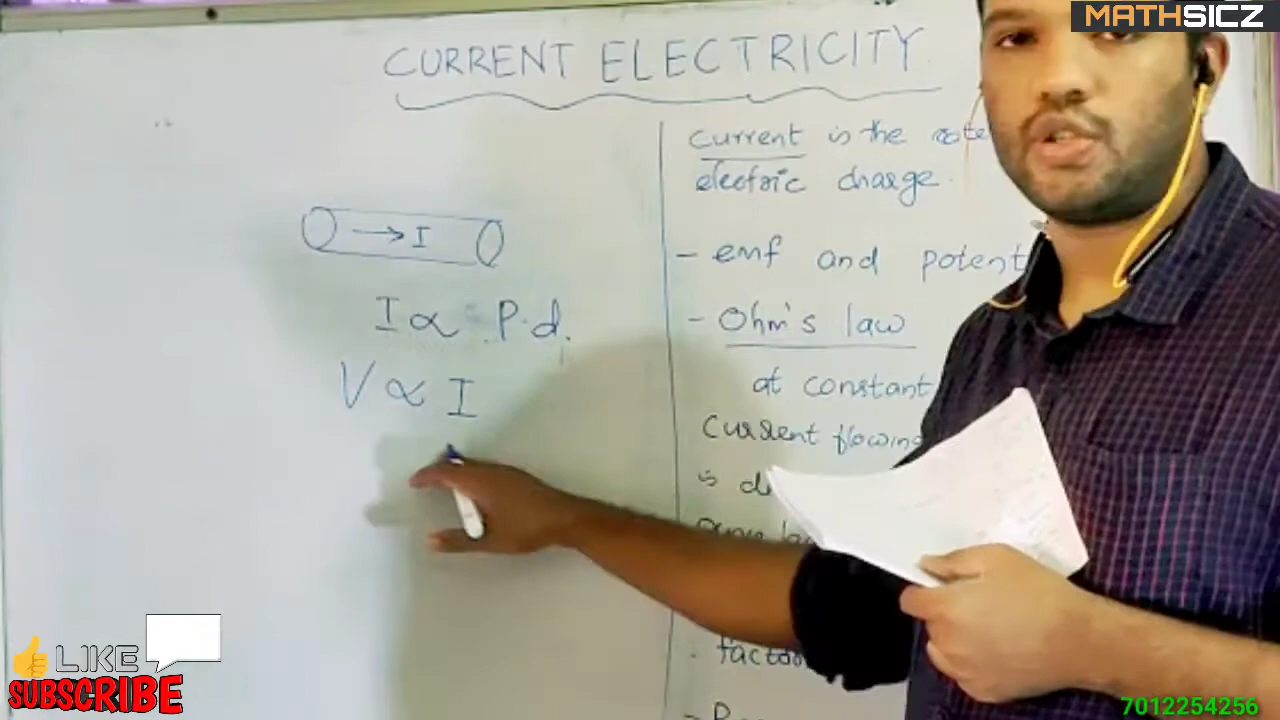 MATHSICZ
CURRENT ELECTRICITY
→ I
I ∝ P.d.
V ∝ I
Current is the
electric charge.
- emf and potent
- Ohm's law
at constant
current flowing
is
LIKE
SUBSCRIBE
7012254256